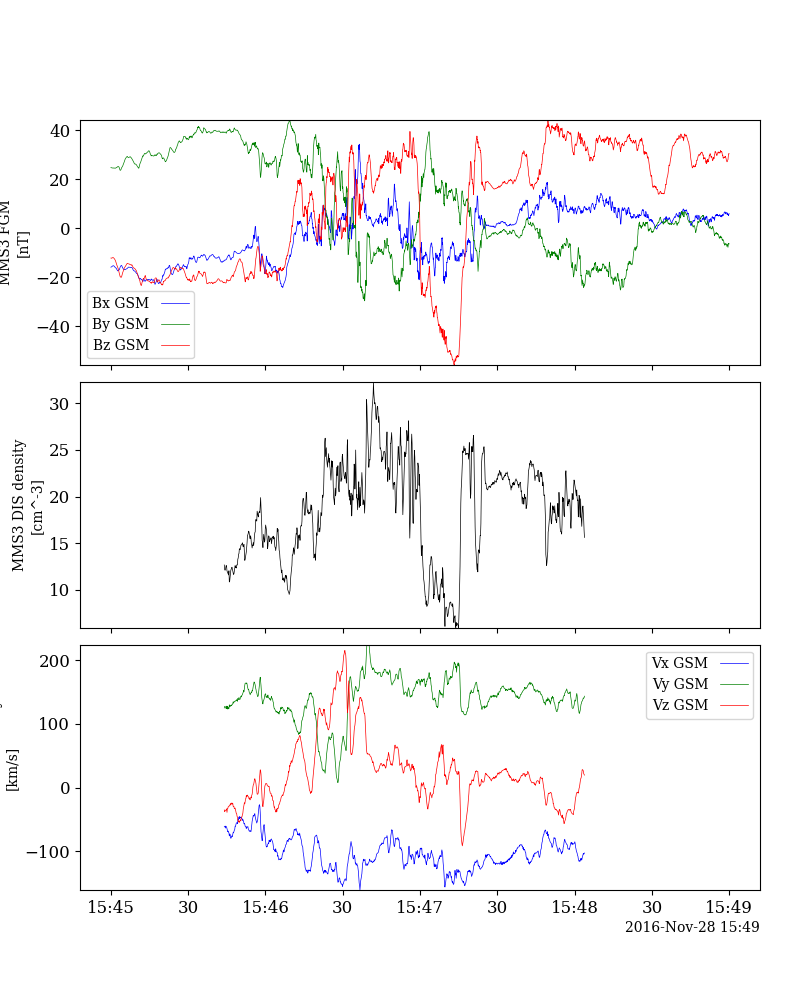 40
20
0
−20
−40
MMS3 FGM
[nT]
Bx GSM
By GSM
Bz GSM
30
25
20
15
10
MMS3 DIS density
[cm^-3]
200
100
0
−100
[km/s]
Vx GSM
Vy GSM
Vz GSM
15:45 30 15:46 30 15:47 30 15:48 30 15:49
2016-Nov-28 15:49